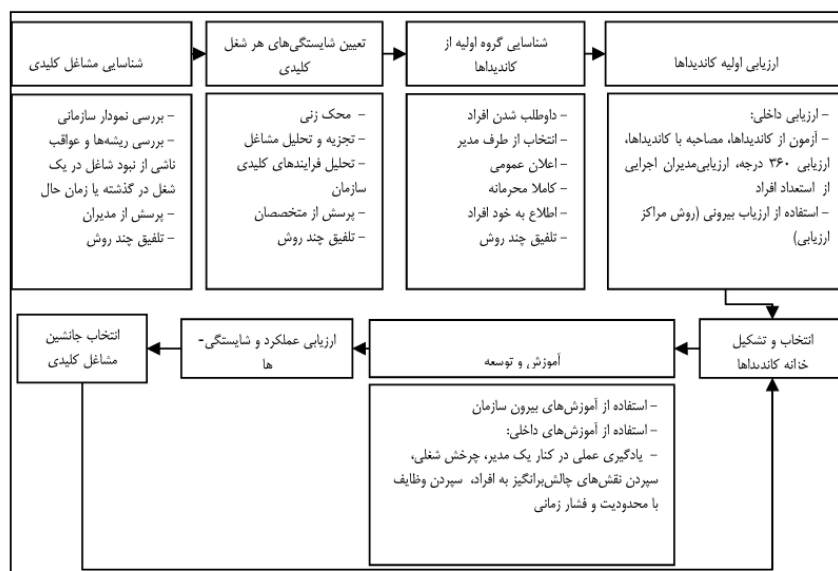 شناسایی مشاغل کلیدی
تعیین شایستگی‌های هر شغل
کلیدی
شناسایی گروه اولیه از
کاندیداها
ارزیابی اولیه کاندیداها
– بررسی نمودار سازمانی
– بررسی ریشه‌ها و عواقب
ناشی از نبود شاغل در یک
شغل در گذشته یا زمان حال
– پرسش از مدیران
– تلفیق چند روش
– محک زنی
– تجزیه و تحلیل مشاغل
– تحلیل فرایندهای کلیدی
سازمان
– پرسش از متخصصان
– تلفیق چند روش
– داوطلب شدن افراد
– انتخاب از طرف مدیر
– اعلان عمومی
– کاملا محرمانه
– اطلاع به خود افراد
– تلفیق چند روش
– ارزیابی داخلی:
– آزمون از کاندیداها، مصاحبه با کاندیداها،
ارزیابی ۳۶۰ درجه، ارزیابی‌مدیران اجرایی
از استعداد افراد
– استفاده از ارزیاب بیرونی (روش مراکز
ارزیابی)
انتخاب و تشکیل
خزانه کاندیداها
آموزش و توسعه
ارزیابی عملکرد و شایستگی-
ها
انتخاب جانشین
مشاغل کلیدی
– استفاده از آموزش‌های بیرون سازمان
– استفاده از آموزش‌های داخلی:
– یادگیری عملی در کنار یک مدیر، چرخش شغلی،
سپردن نقش‌های چالش‌برانگیز به افراد، سپردن وظایف
با محدودیت و فشار زمانی